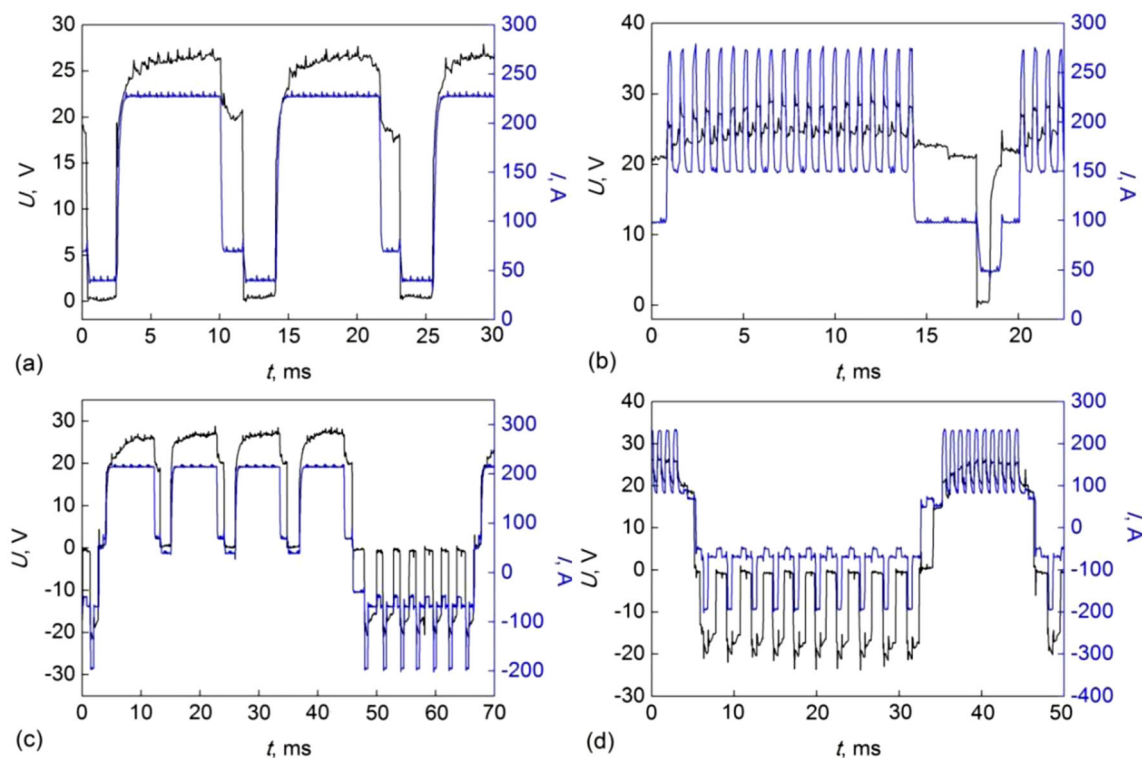 30 25 20 15 10 5 0
U, V
300 250 200 150 100 50 0
I, A
0 5 10 15 20 25 30
(a) t, ms
40 30 20 10 0
U, V
300 250 200 150 100 50 0
I, A
0 5 10 15 20
(b) t, ms
30 20 10 0 -10 -20 -30
U, V
300 200 100 0 -100 -200
I, A
0 10 20 30 40 50 60 70
(c) t, ms
40 30 20 10 0 -10 -20 -30
U, V
300 200 100 0 -100 -200 -300 -400
I, A
0 10 20 30 40 50
(d) t, ms